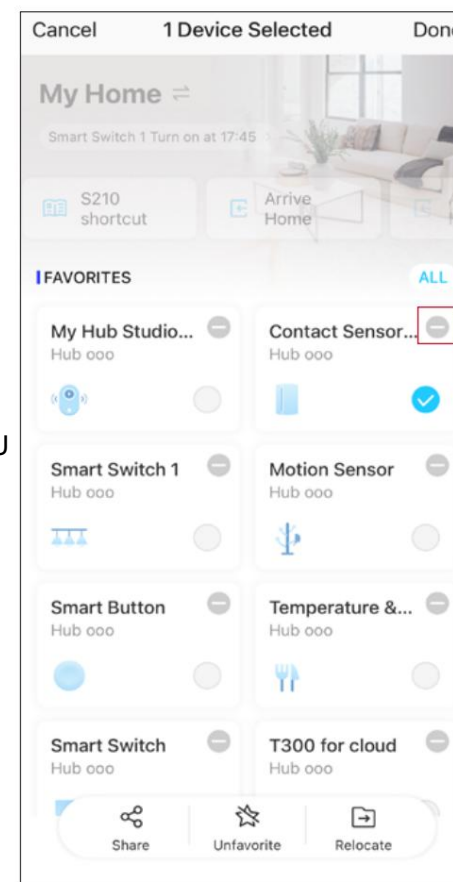 Cancel 1 Device Selected Done
My Home
Smart Switch 1 Turn on at 17:45
S210
shortcut
Arrive
Home
FAVORITES ALL
My Hub Studio... Contact Sensor...
Hub ooo Hub ooo
U
Smart Switch 1 Motion Sensor
Hub ooo Hub ooo
Smart Button Temperature &...
Hub ooo Hub ooo
Smart Switch T300 for cloud
Hub ooo Hub ooo
Share Unfavorite Relocate